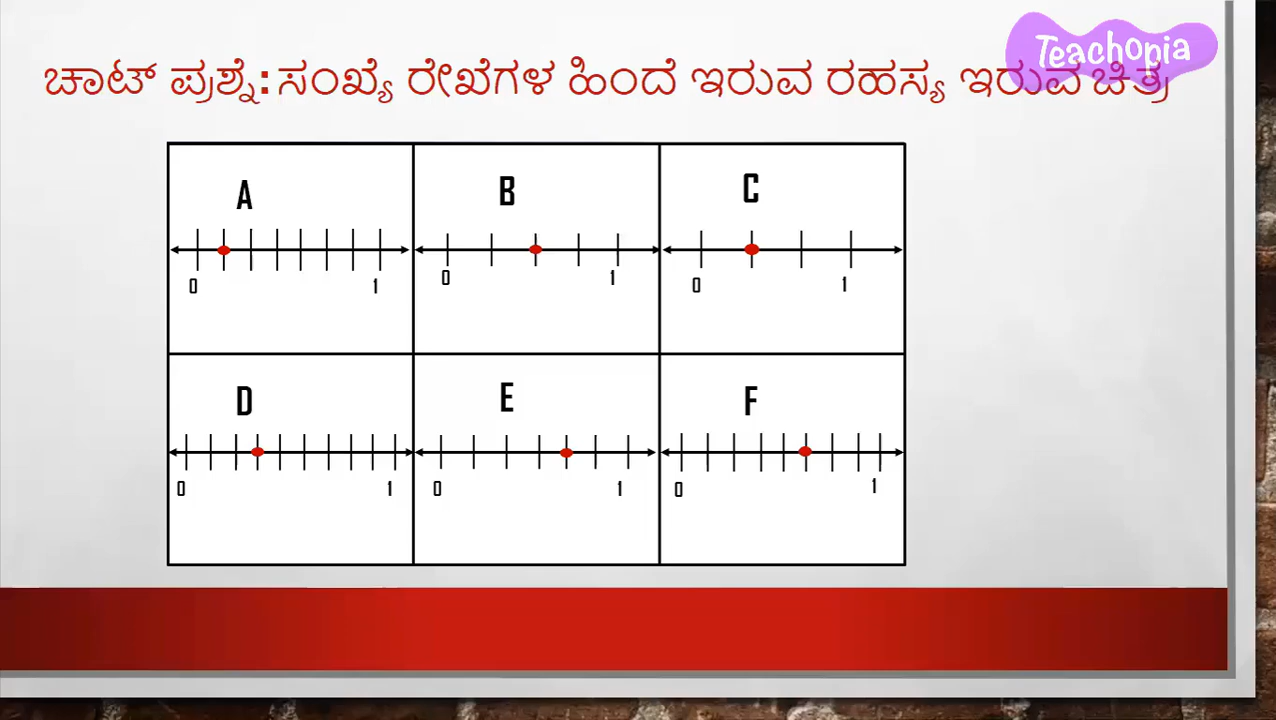 Teachopia
ಚಾಟ್ ಪ್ರಶ್ನೆ: ಸಂಖ್ಯೆ ರೇಖೆಗಳ ಹಿಂದೆ ಇರುವ ರಹಸ್ಯ ಇರುವ ಚಿತ್ರ
A B C
0 1 0 1 0 1
D E F
0 1 0 1 0 1